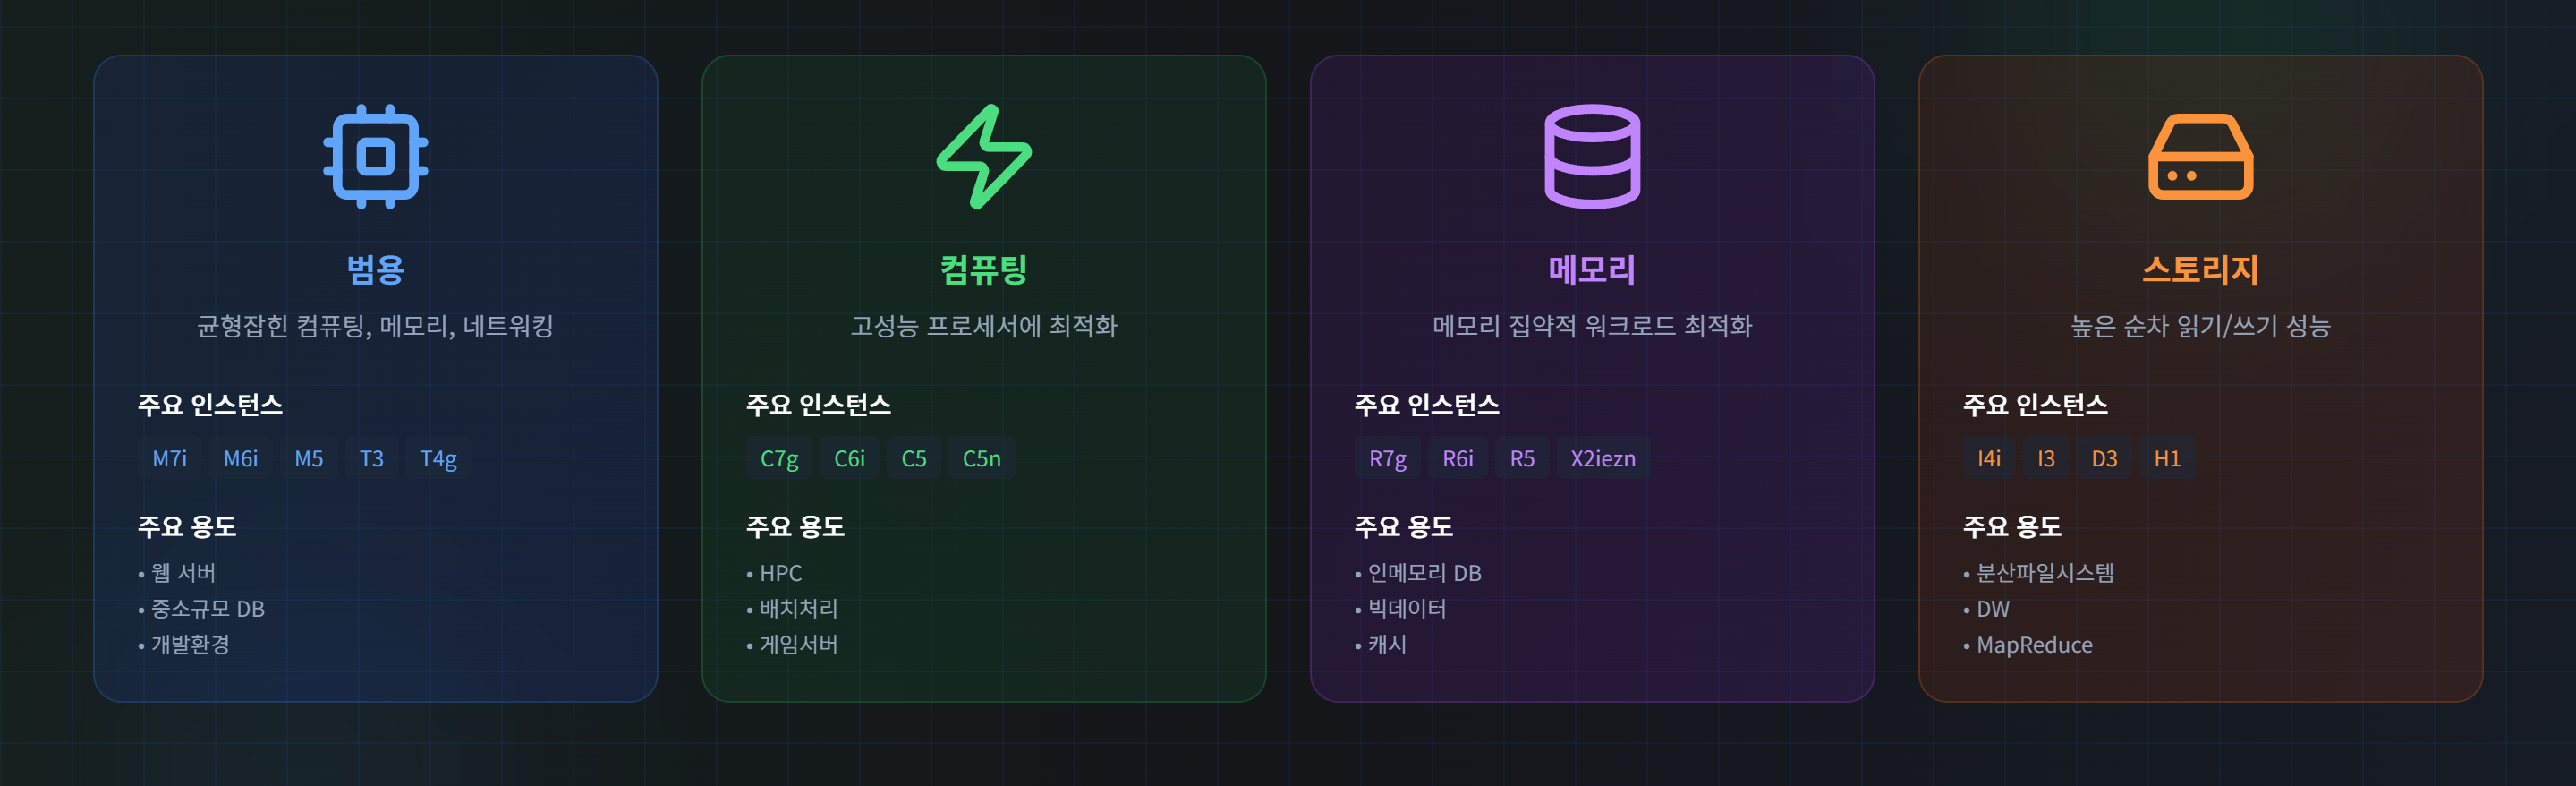 범용
균형잡힌 컴퓨팅, 메모리, 네트워킹
주요 인스턴스
M7i M6i M5 T3 T4g
주요 용도
• 웹 서버
• 중소규모 DB
• 개발환경
컴퓨팅
고성능 프로세서에 최적화
주요 인스턴스
C7g C6i C5 C5n
주요 용도
• HPC
• 배치처리
• 게임서버
메모리
메모리 집약적 워크로드 최적화
주요 인스턴스
R7g R6i R5 X2iezn
주요 용도
• 인메모리 DB
• 빅데이터
• 캐시
스토리지
높은 순차 읽기/쓰기 성능
주요 인스턴스
I4i I3 D3 H1
주요 용도
• 분산파일시스템
• DW
• MapReduce